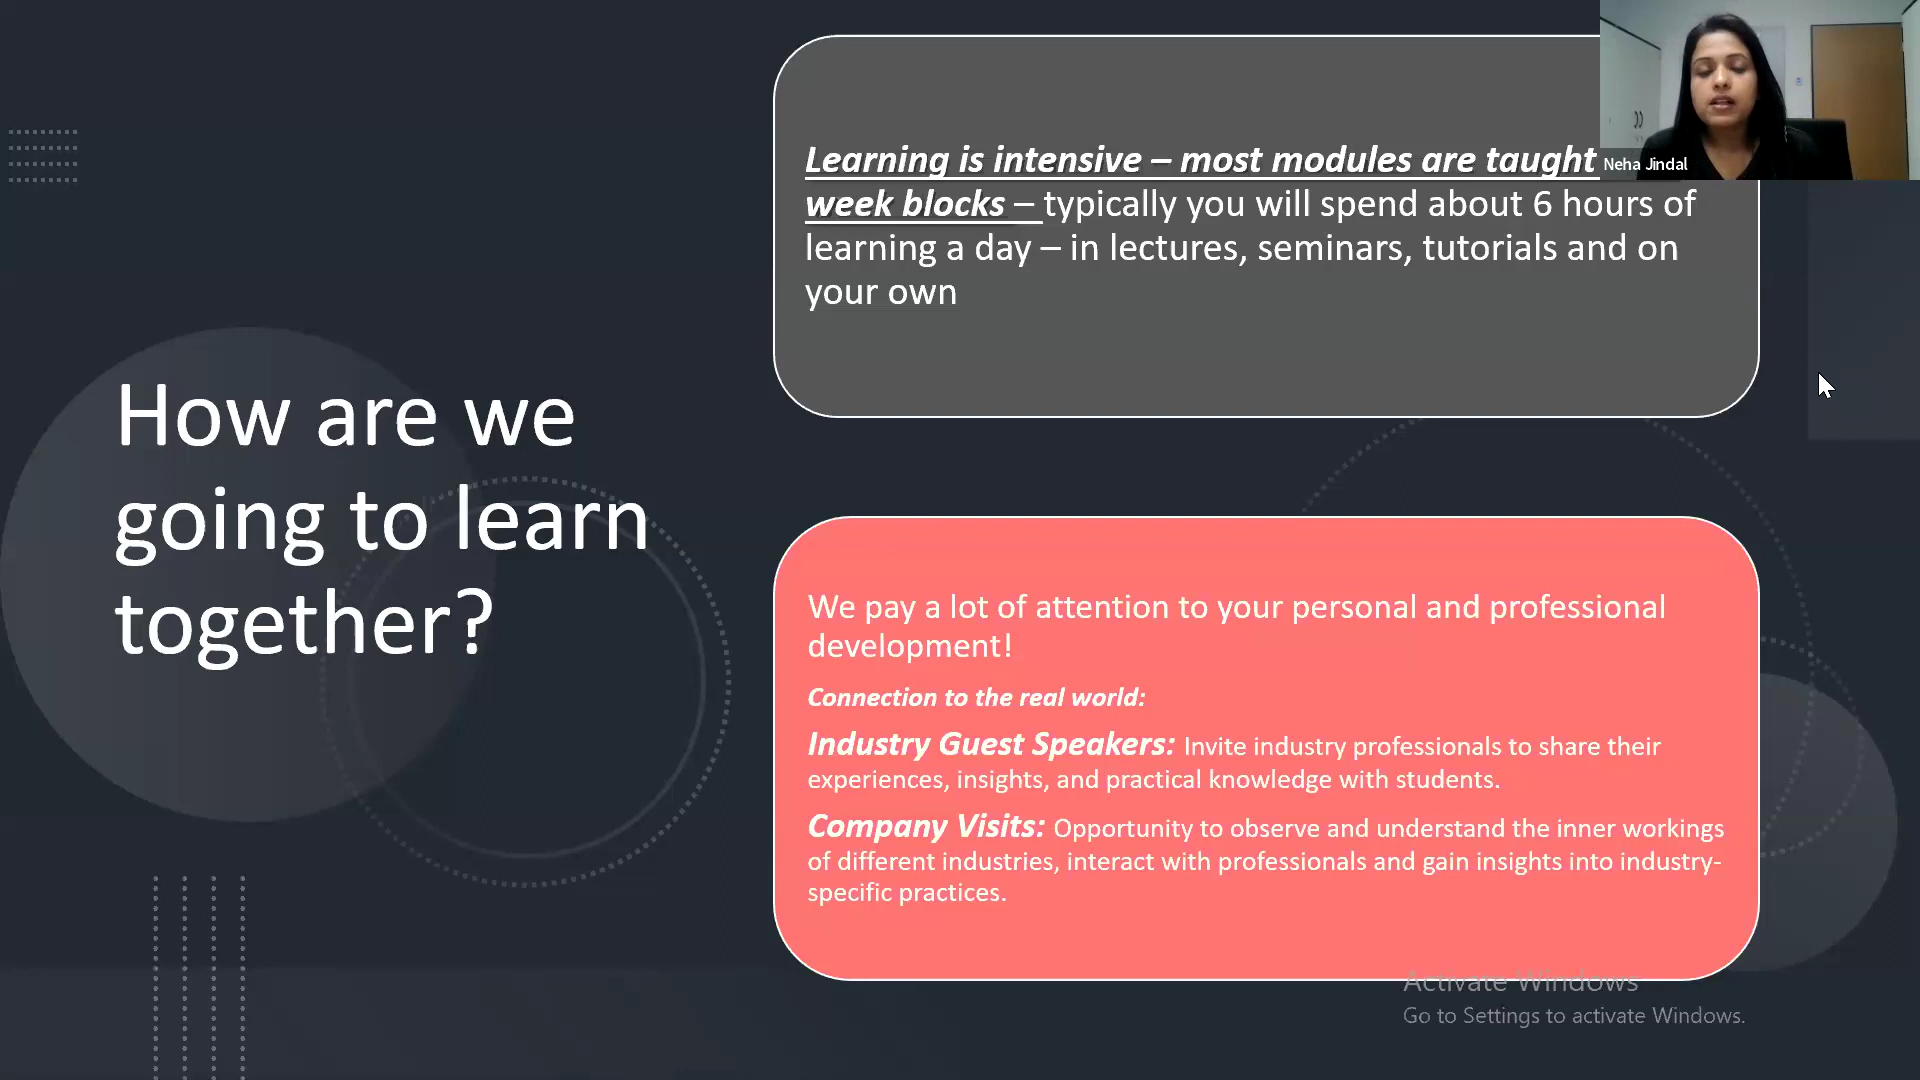 How are we
going to learn
together?
Learning is intensive – most modules are taught
week blocks – typically you will spend about 6 hours of
learning a day – in lectures, seminars, tutorials and on
your own
Neha Jindal
We pay a lot of attention to your personal and professional
development!
Connection to the real world:
Industry Guest Speakers: Invite industry professionals to share their
experiences, insights, and practical knowledge with students.
Company Visits: Opportunity to observe and understand the inner workings
of different industries, interact with professionals and gain insights into industry-
specific practices.
Activate Windows
Go to Settings to activate Windows.